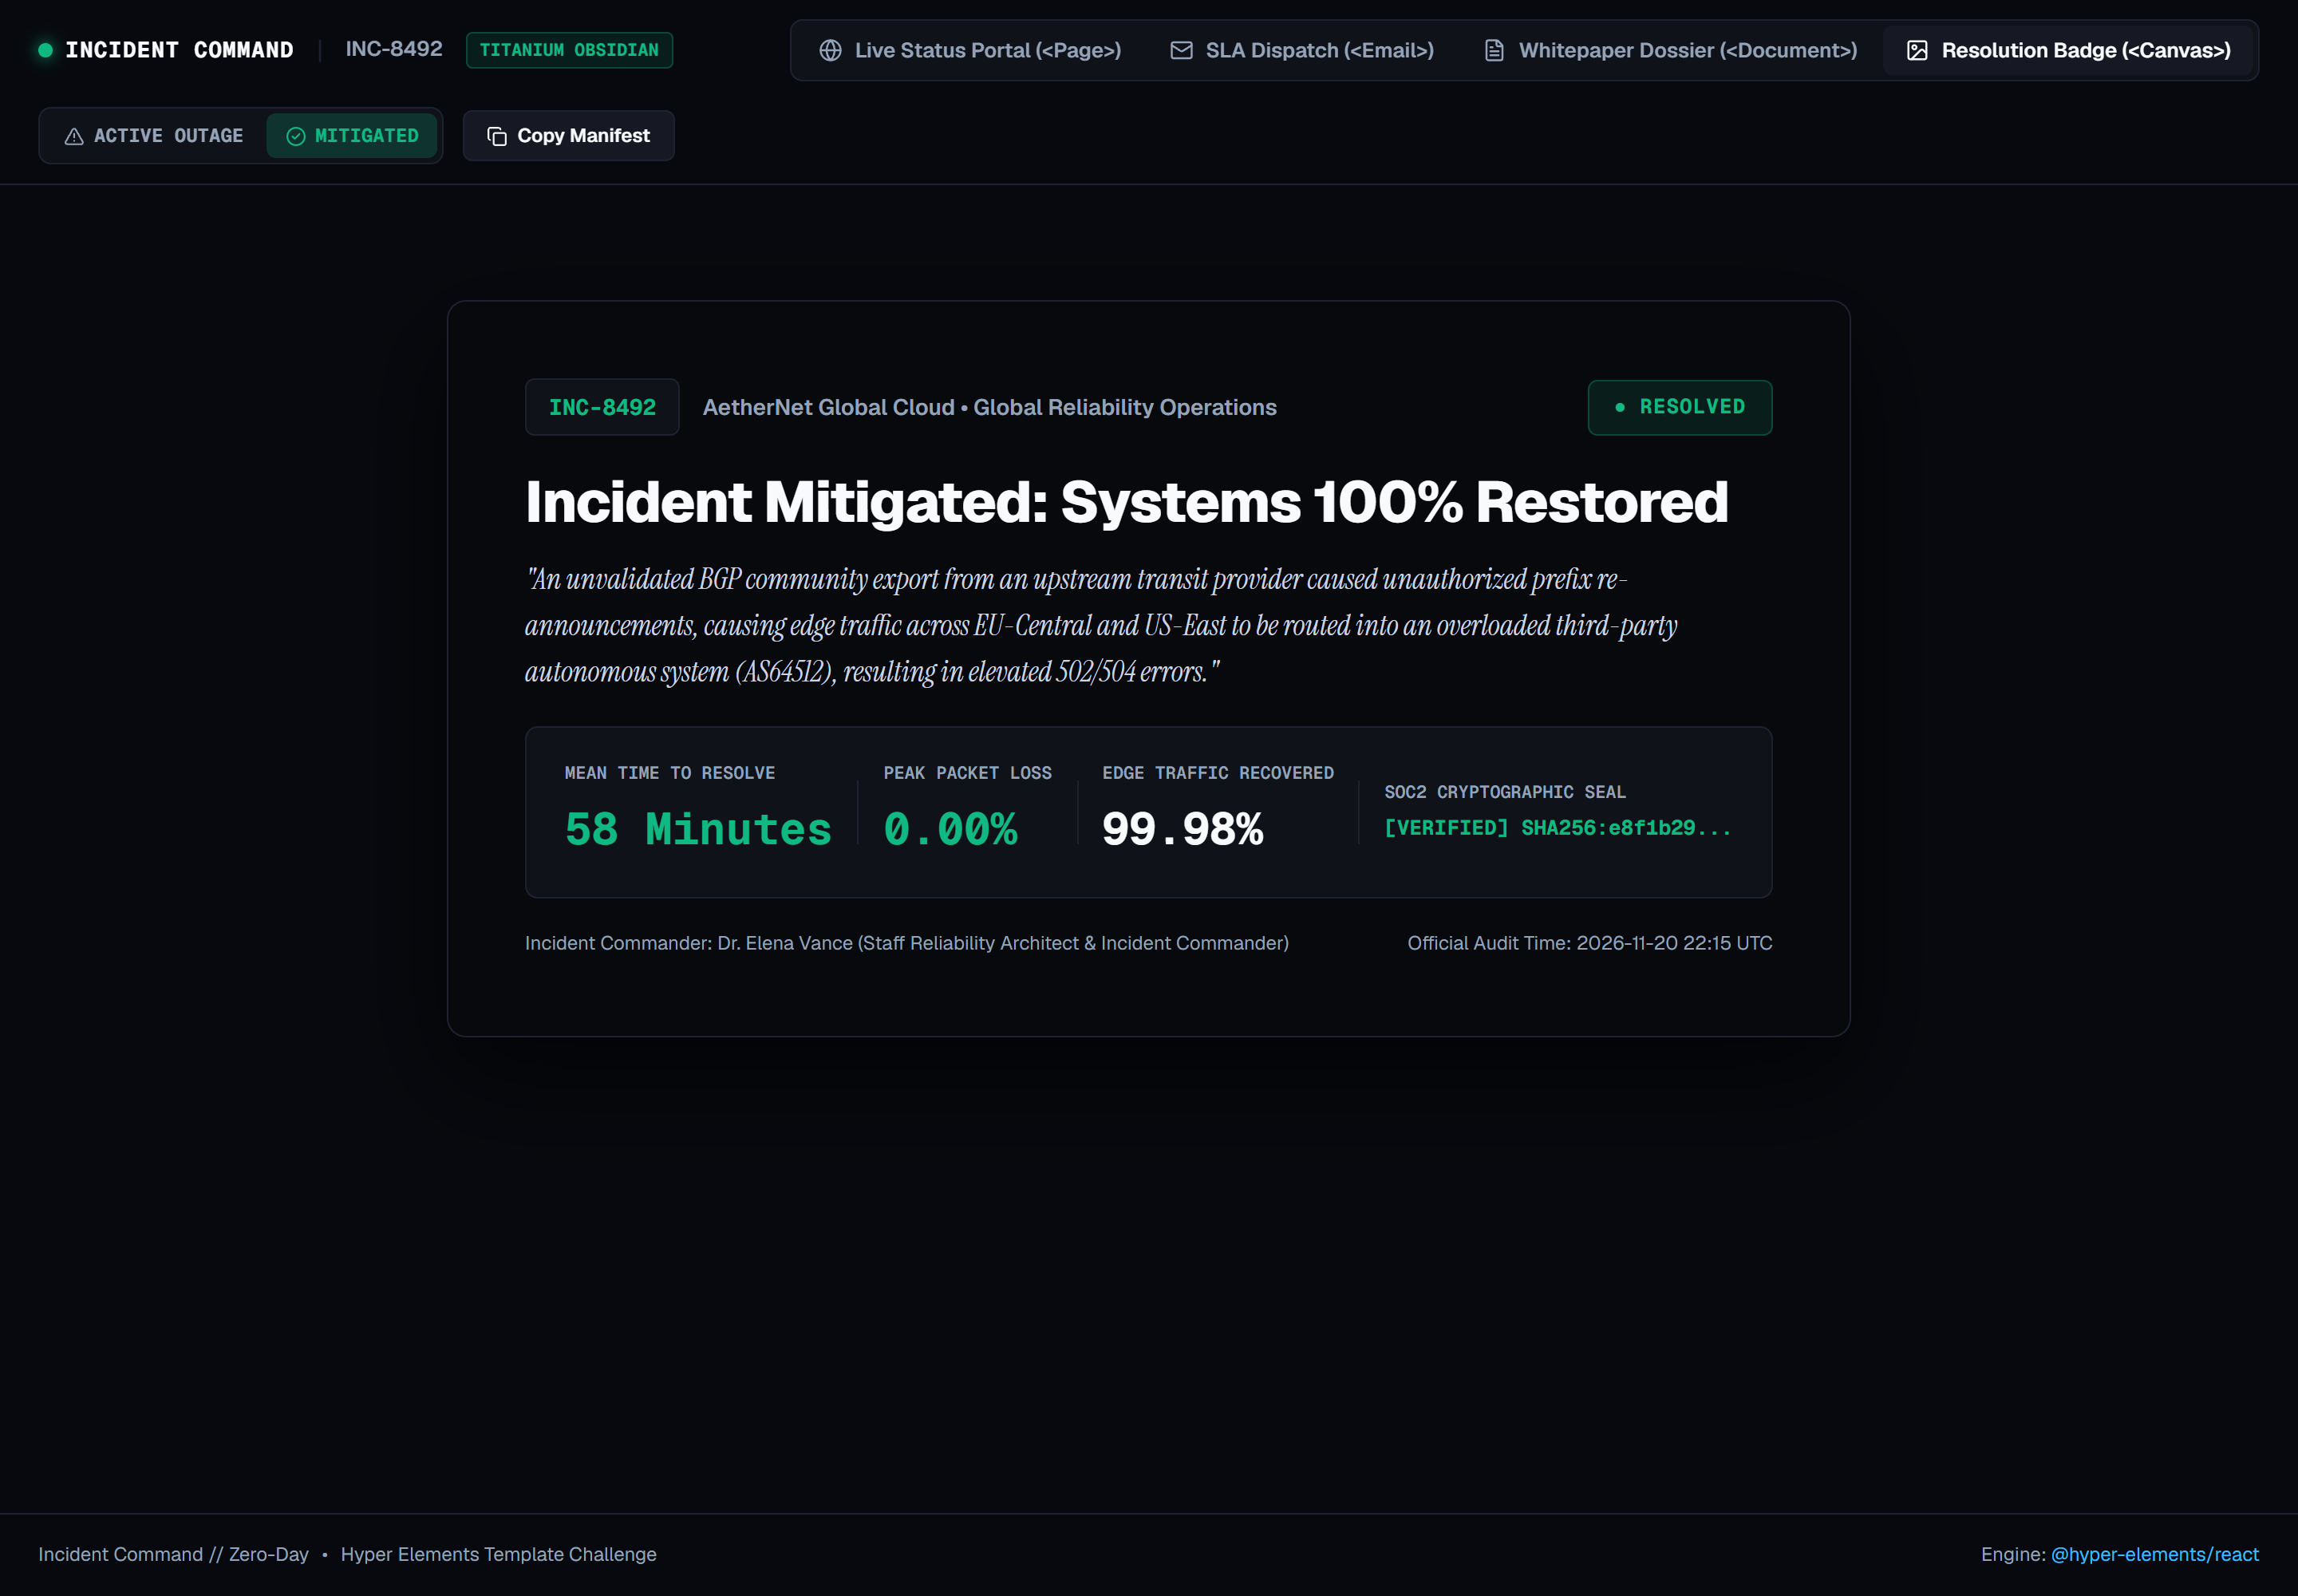 INCIDENT COMMAND
INC-8492
TITANIUM OBSIDIAN
Live Status Portal (<Page>)
SLA Dispatch (<Email>)
Whitepaper Dossier (<Document>)
Resolution Badge (<Canvas>)
ACTIVE OUTAGE
MITIGATED
Copy Manifest
INC-8492
AetherNet Global Cloud • Global Reliability Operations
• RESOLVED
Incident Mitigated: Systems 100% Restored
"An unvalidated BGP community export from an upstream transit provider caused unauthorized prefix re-
announcements, causing edge traffic across EU-Central and US-East to be routed into an overloaded third-party
autonomous system (AS64512), resulting in elevated 502/504 errors."
MEAN TIME TO RESOLVE
58 Minutes
PEAK PACKET LOSS
0.00%
EDGE TRAFFIC RECOVERED
99.98%
SOC2 CRYPTOGRAPHIC SEAL
[VERIFIED] SHA256:e8f1b29...
Incident Commander: Dr. Elena Vance (Staff Reliability Architect & Incident Commander)
Official Audit Time: 2026-11-20 22:15 UTC
Incident Command // Zero-Day • Hyper Elements Template Challenge
Engine: @hyper-elements/react